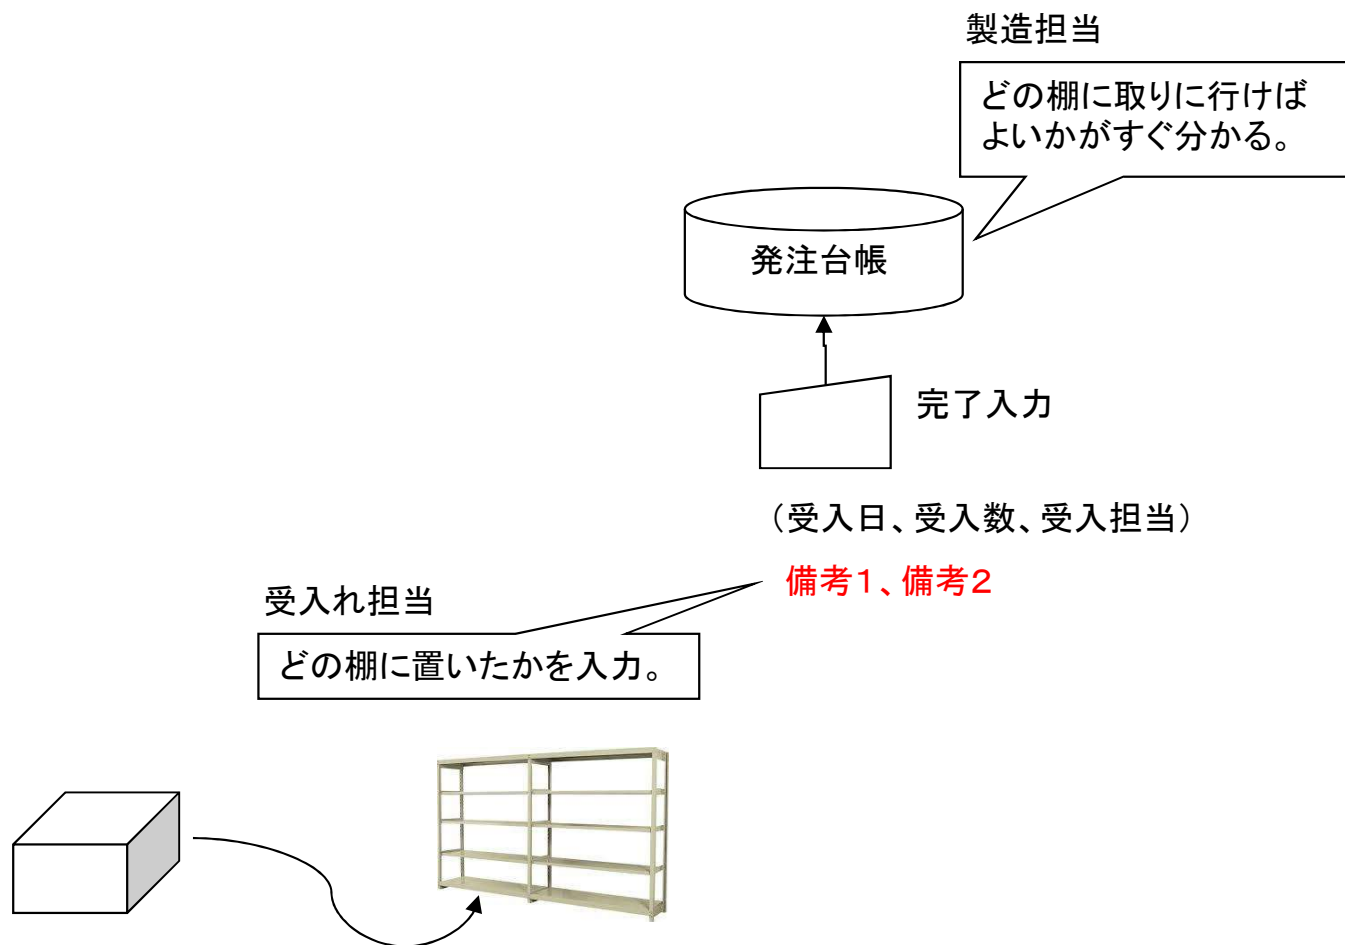 製造担当
どの棚に取りに行けば
よいかがすぐ分かる。
発注台帳
完了入力
（受入日、受入数、受入担当）
備考１、備考２
受入れ担当
どの棚に置いたかを入力。